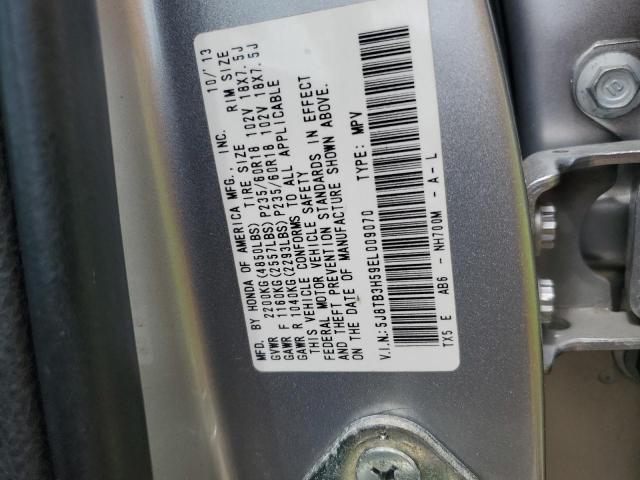 MFD. BY HONDA OF AMERICA MFG., INC. 10/13
GVWR 2200KG(4850LBS) TIRE SIZE RIM SIZE
GAWR F 1160KG(2557LBS) P235/60R18 102V 18X7.5J
GAWR R 1040KG(2293LBS) P235/60R18 102V 18X7.5J
THIS VEHICLE CONFORMS TO ALL APPLICABLE
FEDERAL MOTOR VEHICLE SAFETY
AND THEFT PREVENTION STANDARDS IN EFFECT
ON THE DATE OF MANUFACTURE SHOWN ABOVE.
V.I.N.:5J8TB3H59EL009070 TYPE: MPV
TX5 E AB6 - NH700M - A - L